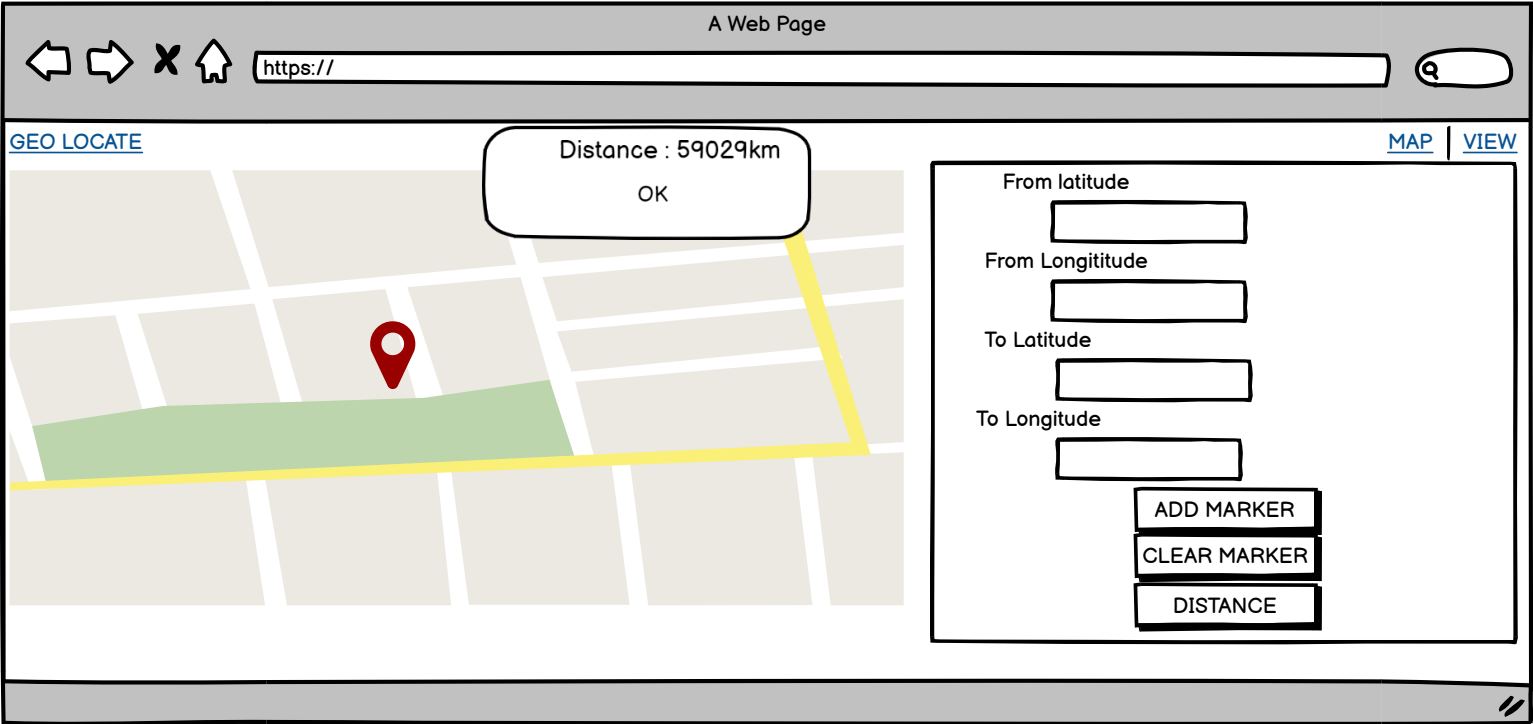 A Web Page
https://
GEO LOCATE
MAP
VIEW
Distance : 59029km
OK
From latitude
From Longititude
To Latitude
To Longitude
ADD MARKER
CLEAR MARKER
DISTANCE